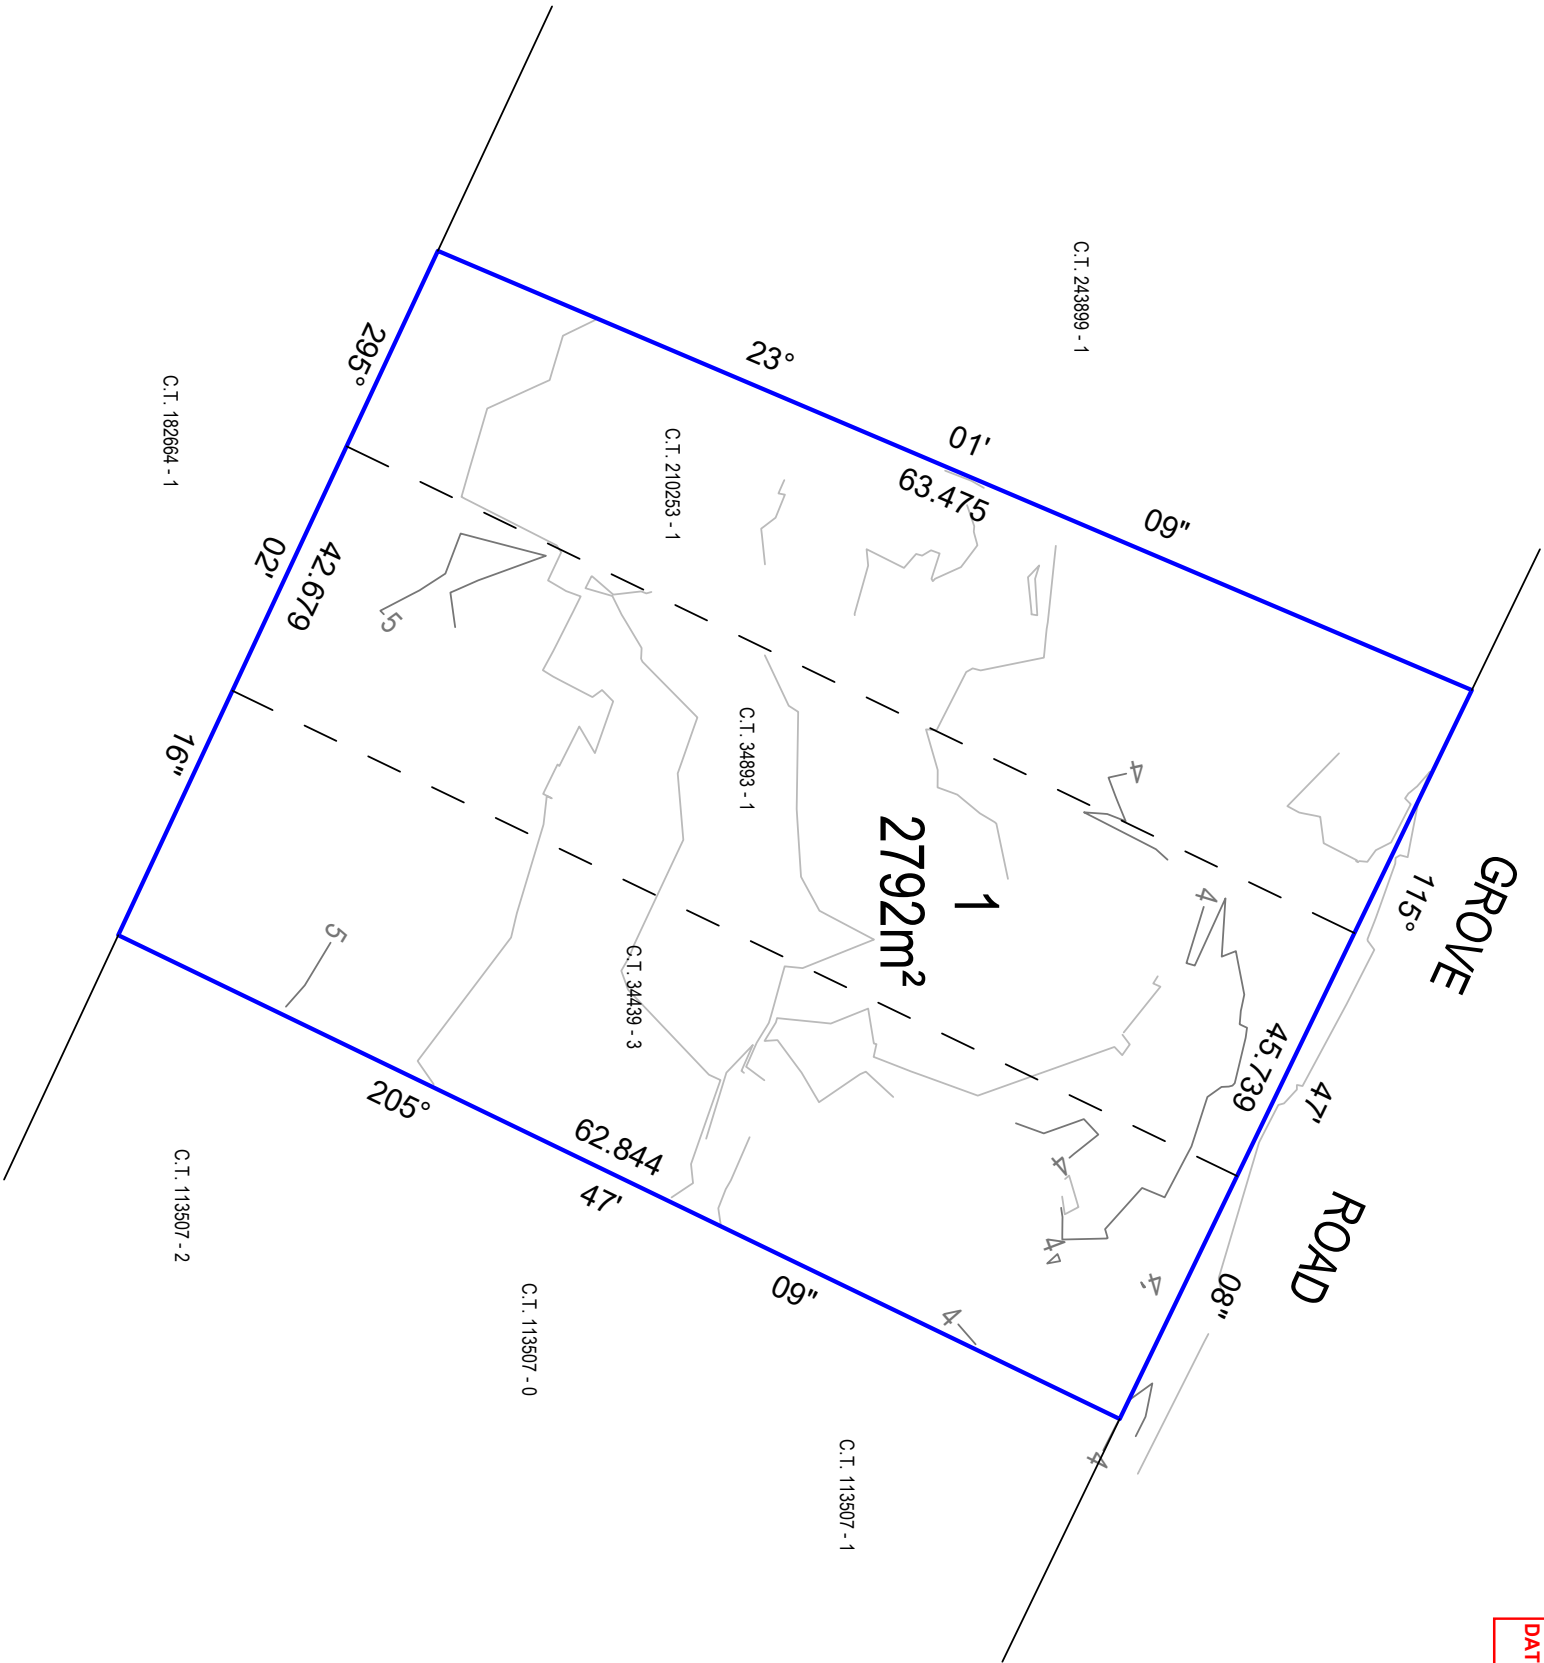 GROVE
ROAD
C.T. 243899 - 1
23°
01'
09"
63.475
C.T. 210253 - 1
295°
02'
16"
42.679
C.T. 182664 - 1
C.T. 34893 - 1
1
2792m²
C.T. 34439 - 3
115°
47'
08"
45.739
205°
47'
09"
62.844
C.T. 113507 - 2
C.T. 113507 - 0
C.T. 113507 - 1
5
5
4
4
4
4
4
4
4
4
DAT